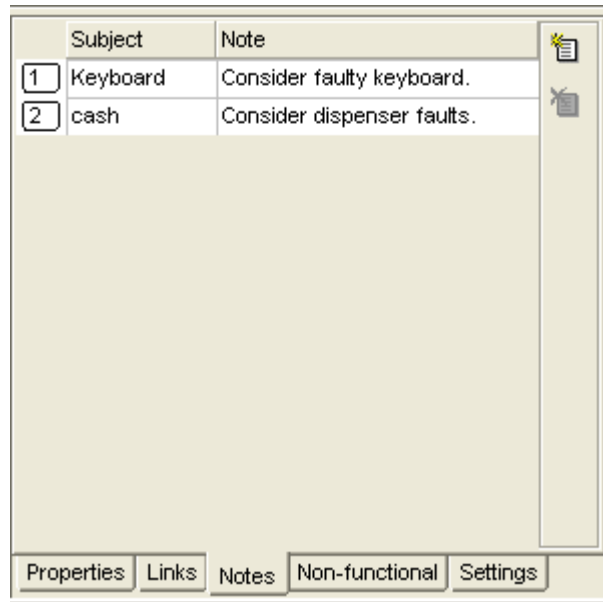 Subject Note
1 Keyboard Consider faulty keyboard.
2 cash Consider dispenser faults.
Properties Links Notes Non-functional Settings